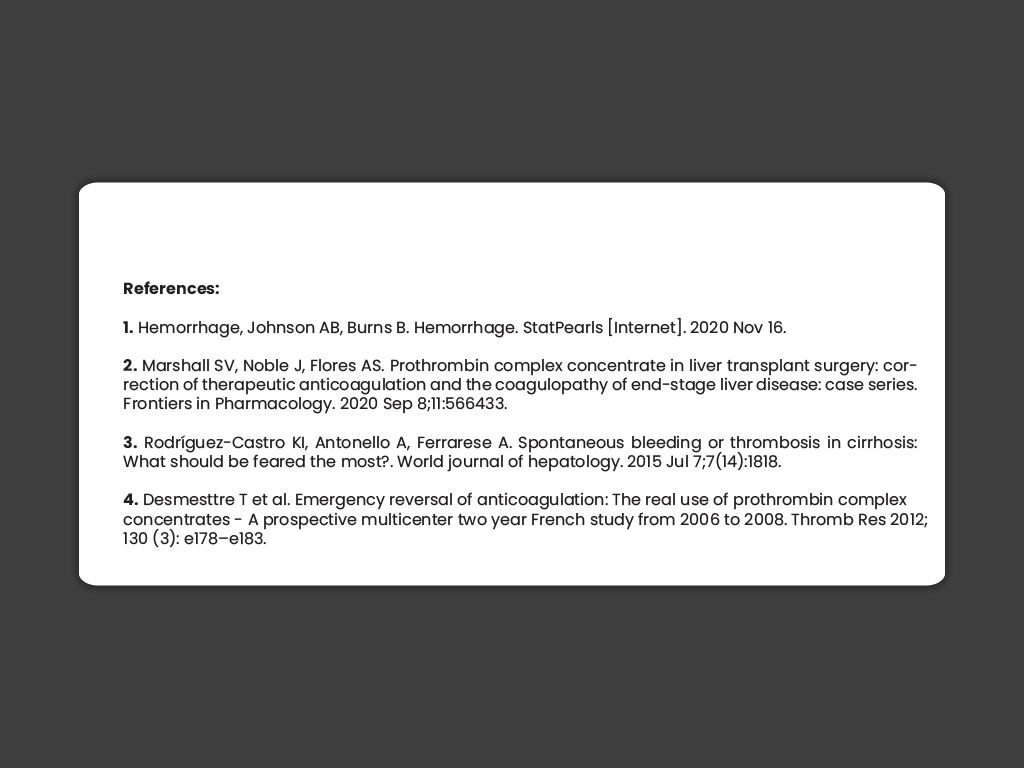 References:
1. Hemorrhage, Johnson AB, Burns B. Hemorrhage. StatPearls [Internet]. 2020 Nov 16.
2. Marshall SV, Noble J, Flores AS. Prothrombin complex concentrate in liver transplant surgery: cor-
rection of therapeutic anticoagulation and the coagulopathy of end-stage liver disease: case series.
Frontiers in Pharmacology. 2020 Sep 8;11:566433.
3. Rodríguez-Castro KI, Antonello A, Ferrarese A. Spontaneous bleeding or thrombosis in cirrhosis:
What should be feared the most?. World journal of hepatology. 2015 Jul 7;7(14):1818.
4. Desmesttre T et al. Emergency reversal of anticoagulation: The real use of prothrombin complex
concentrates - A prospective multicenter two year French study from 2006 to 2008. Thromb Res 2012;
130 (3): e178–e183.